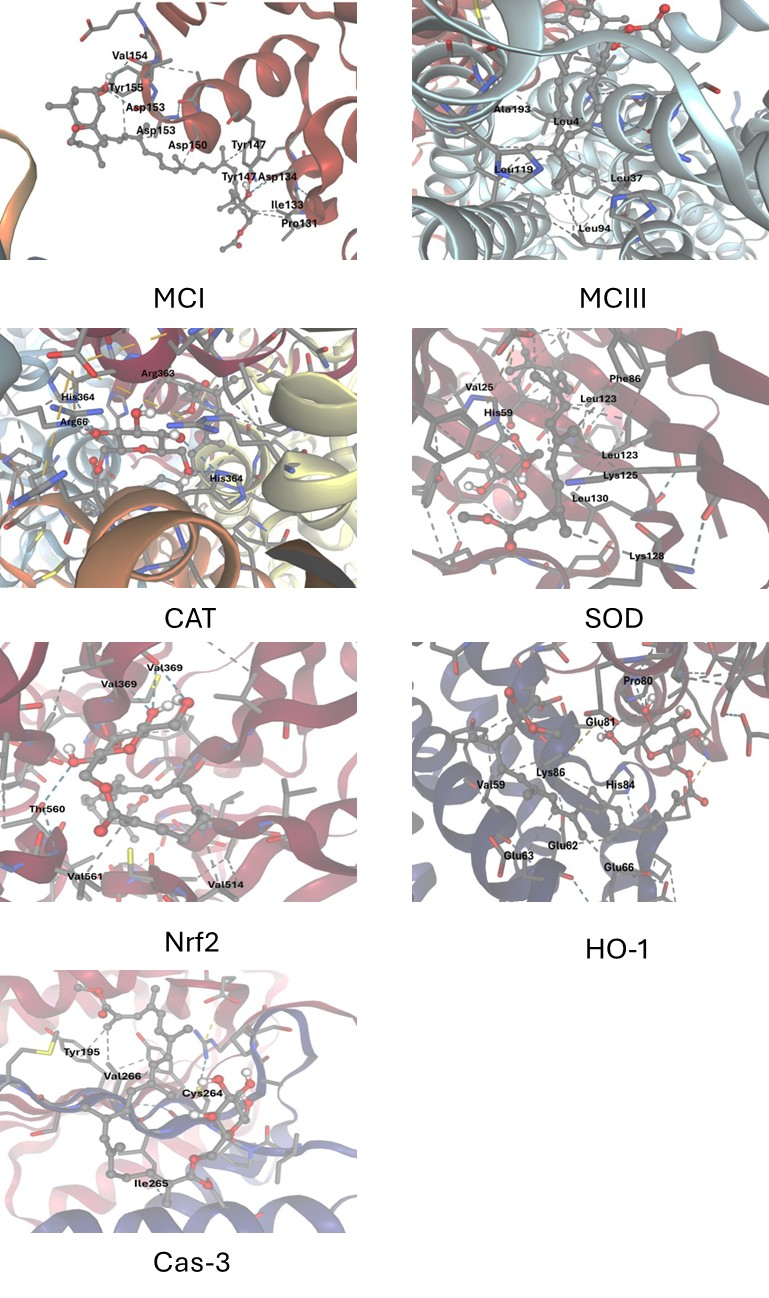 Val154
Tyr155
Asp153
Asp153
Asp150
Tyr147
Tyr147
Asp134
Ile133
Pro131
MCI
Ala193
Leu4
Lou119
Leu37
Leu94
MCIII
Arg363
His364
Arg66
His364
CAT
Phe86
Val25
Leu123
His59
Leu123
Lys125
Leu130
Lys128
SOD
Val369
Val369
Thr560
Val561
Val514
Nrf2
Pro80
Glu81
Lys86
Val59
His84
Glu62
Glu63
Glu66
HO-1
Tyr195
Val266
Cys264
Ile265
Cas-3